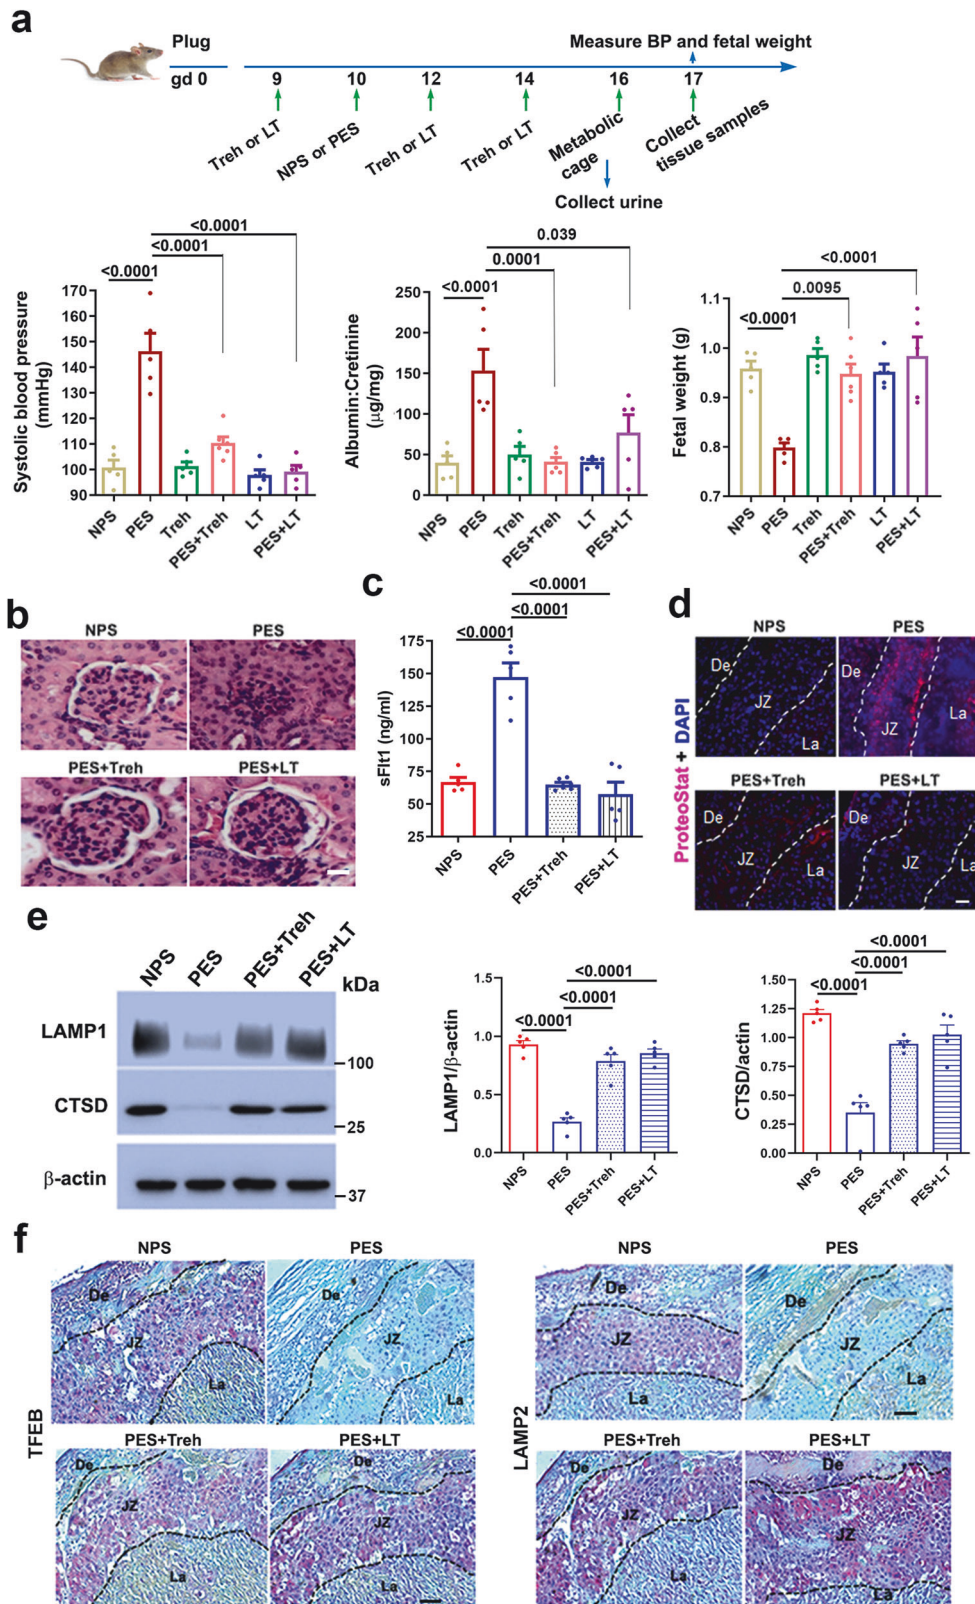 a
Plug
gd 0
Measure BP and fetal weight
9 10 12 14 16 17
Treh or LT
NPS or PES
Treh or LT
Treh or LT
Metabolic
cage
Collect
tissue samples
Collect urine
<0.0001
<0.0001
<0.0001
170
160
150
140
130
120
110
100
90
Systolic blood pressure
(mmHg)
NPS
PES
Treh
PES+Treh
LT
PES+LT
0.039
0.0001
<0.0001
250
200
150
100
50
0
Albumin:Cretinine
(µg/mg)
NPS
PES
Treh
PES+Treh
LT
PES+LT
<0.0001
0.0095
<0.0001
1.1
1.0
0.9
0.8
0.7
Fetal weight (g)
NPS
PES
Treh
PES+Treh
LT
PES+LT
b
NPS PES
PES+Treh PES+LT
c
<0.0001
<0.0001
<0.0001
175
150
125
100
75
50
25
sFlt1 (ng/ml)
NPS
PES
PES+Treh
PES+LT
d
ProteoStat + DAPI
NPS PES
De JZ La
De JZ La
PES+Treh PES+LT
De JZ La
De JZ La
e
NPS PES PES+Treh PES+LT
kDa
LAMP1
100
CTSD
25
β-actin
37
<0.0001
<0.0001
<0.0001
1.5
1.0
0.5
0.0
LAMP1/β-actin
NPS
PES
PES+Treh
PES+LT
<0.0001
<0.0001
<0.0001
1.50
1.25
1.00
0.75
0.50
0.25
0.00
CTSD/actin
NPS
PES
PES+Treh
PES+LT
f
TFEB
NPS PES
De JZ La
De JZ La
PES+Treh PES+LT
De JZ La
De JZ La
LAMP2
NPS PES
De JZ La
De JZ La
PES+Treh PES+LT
De JZ La
De JZ La